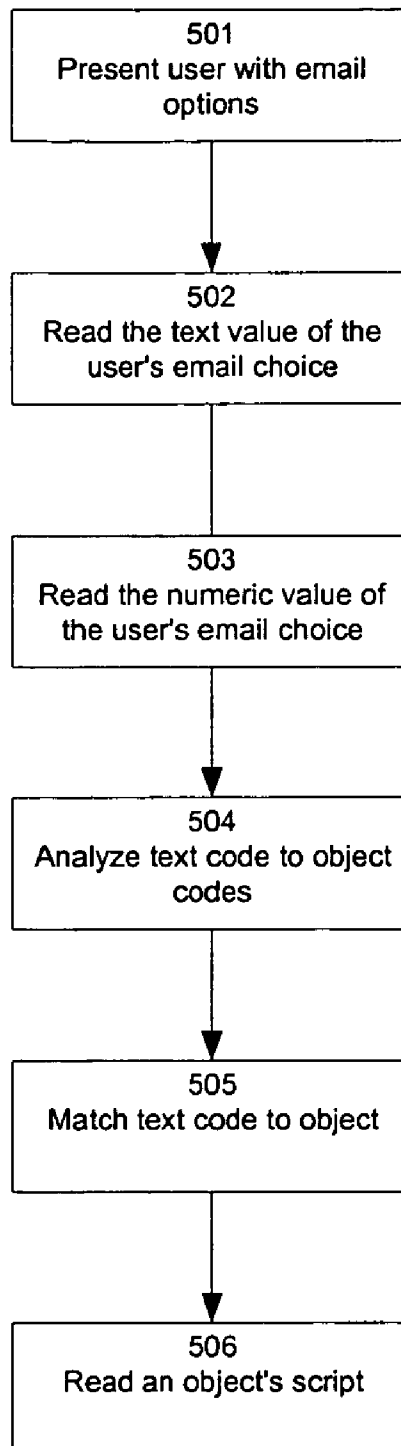 501
Present user with email
options
502
Read the text value of the
user's email choice
503
Read the numeric value of
the user's email choice
504
Analyze text code to object
codes
505
Match text code to object
506
Read an object's script